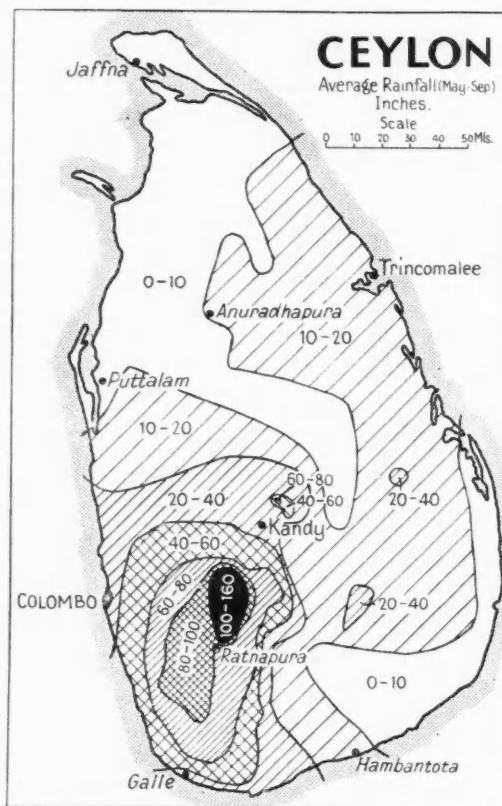 CEYLON
Average Rainfall (May-Sep)
Inches.
Scale
0 10 20 30 40 50 Mls.
Jaffna
Trincomalee
0-10
Anuradhapura
10-20
Puttalam
10-20
60-80
40-60
20-40
20-40
Kandy
40-60
60-80
COLOMBO
100-160
20-40
80-100
Ratnapura
0-10
Hambantota
Galle